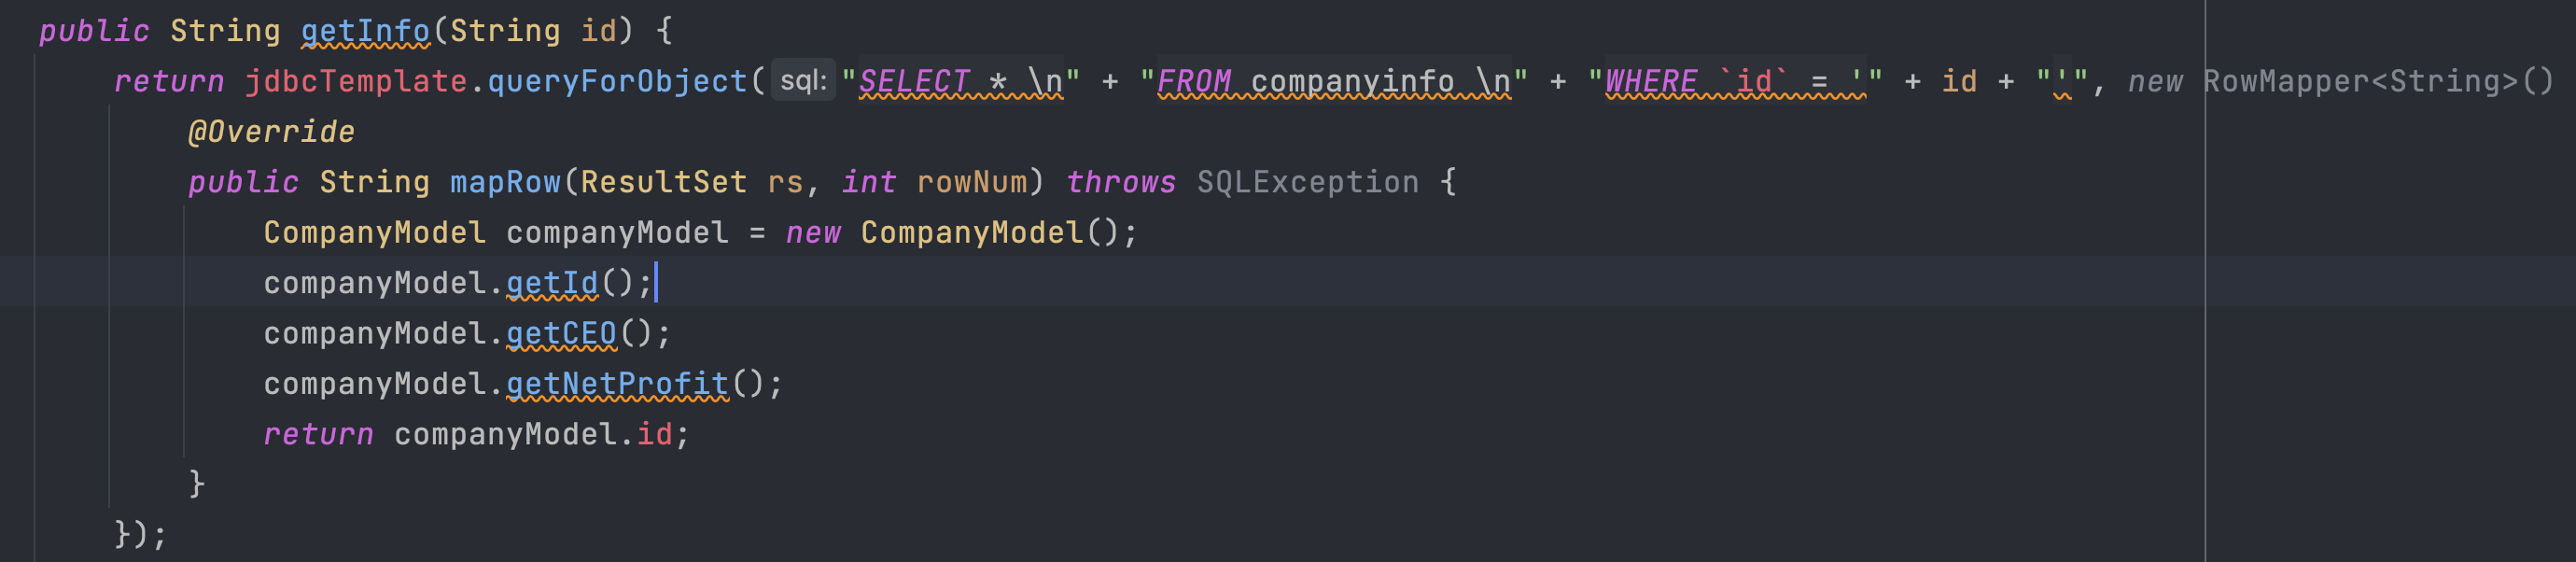 public String getInfo(String id) {
return jdbcTemplate.queryForObject( sql: "SELECT * \n" + "FROM companyinfo \n" + "WHERE `id` = '" + id + "'", new RowMapper<String>()
@Override
public String mapRow(ResultSet rs, int rowNum) throws SQLException {
CompanyModel companyModel = new CompanyModel();
companyModel.getId();
companyModel.getCEO();
companyModel.getNetProfit();
return companyModel.id;
}
});